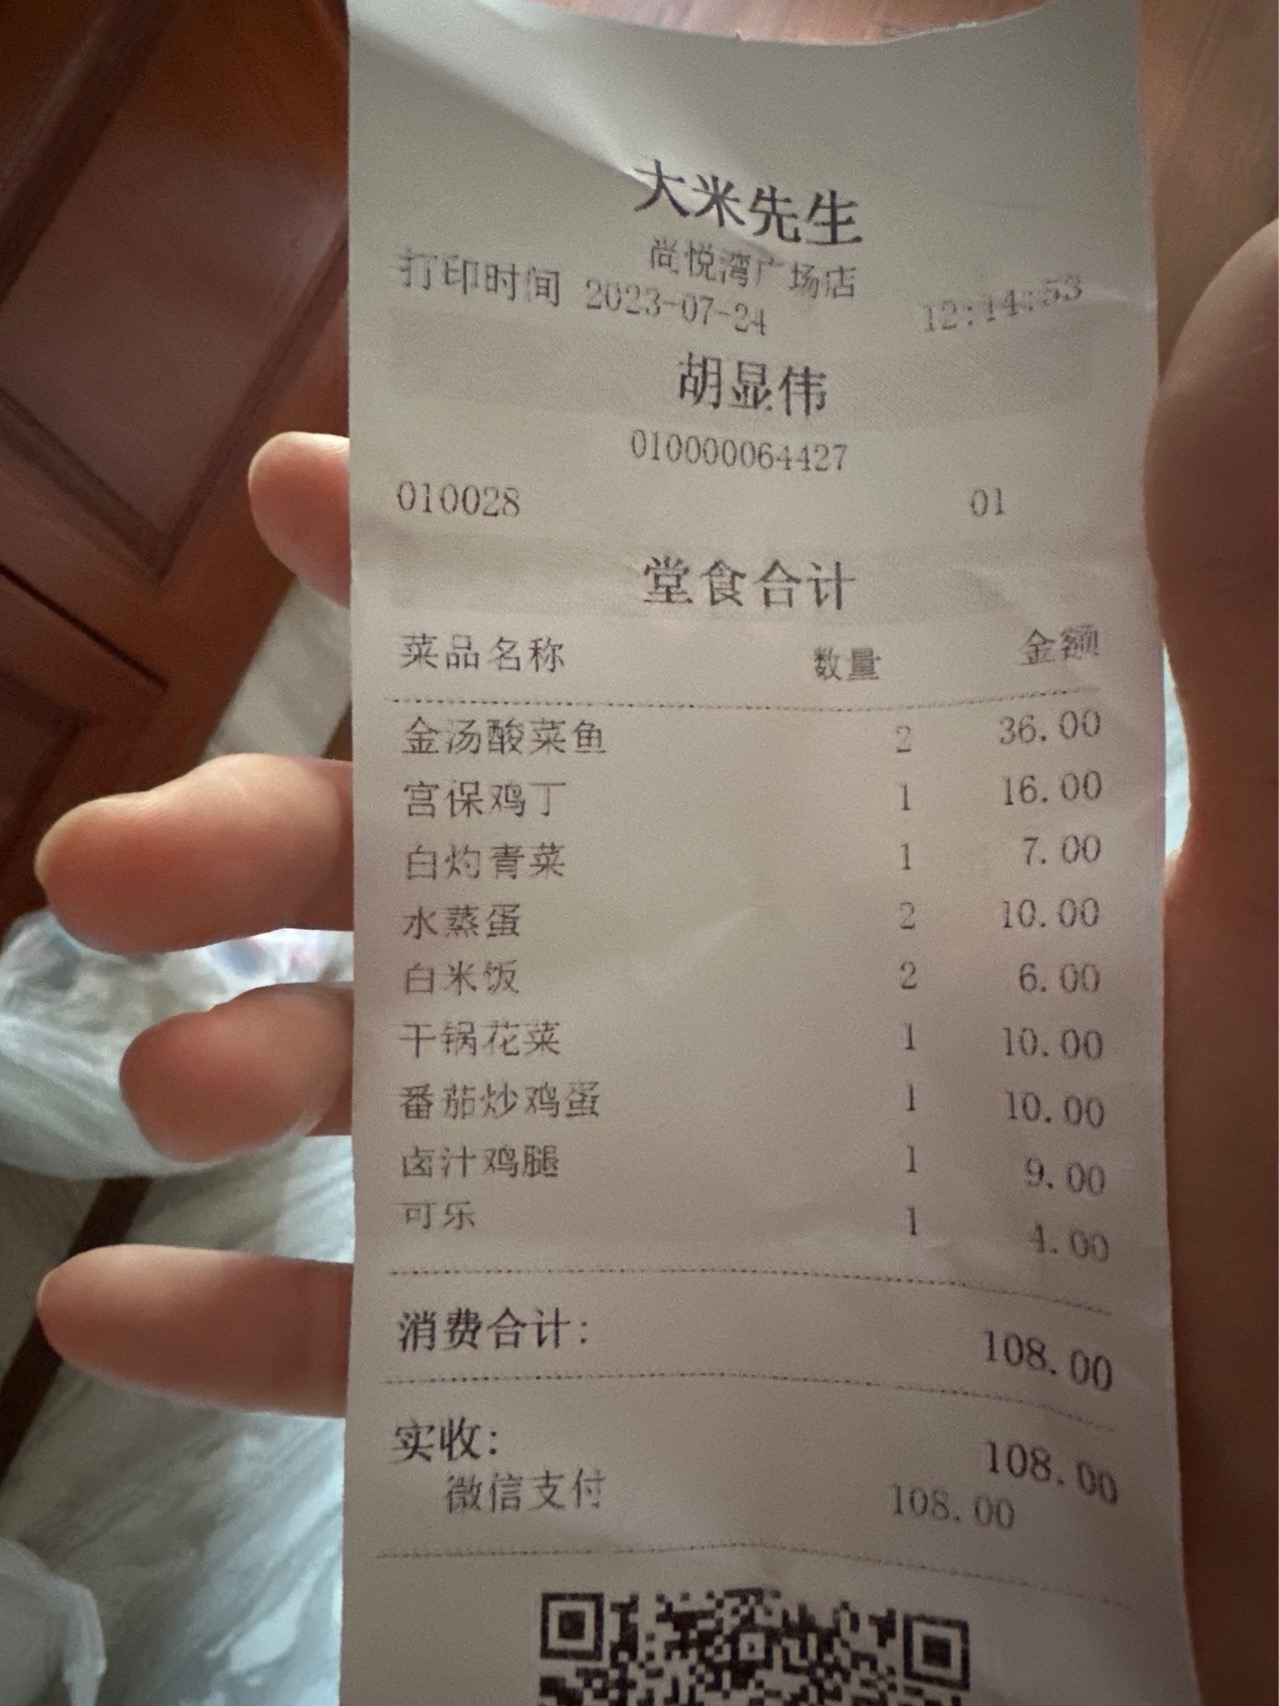 大米先生
尚悦湾广场店
打印时间 2023-07-24 12:14:53
胡显伟
010000064427
010028 01
堂食合计
菜品名称 数量 金额
金汤酸菜鱼 2 36.00
宫保鸡丁 1 16.00
白灼青菜 1 7.00
水蒸蛋 2 10.00
白米饭 2 6.00
干锅花菜 1 10.00
番茄炒鸡蛋 1 10.00
卤汁鸡腿 1 9.00
可乐 1 4.00
消费合计: 108.00
实收: 108.00
微信支付 108.00